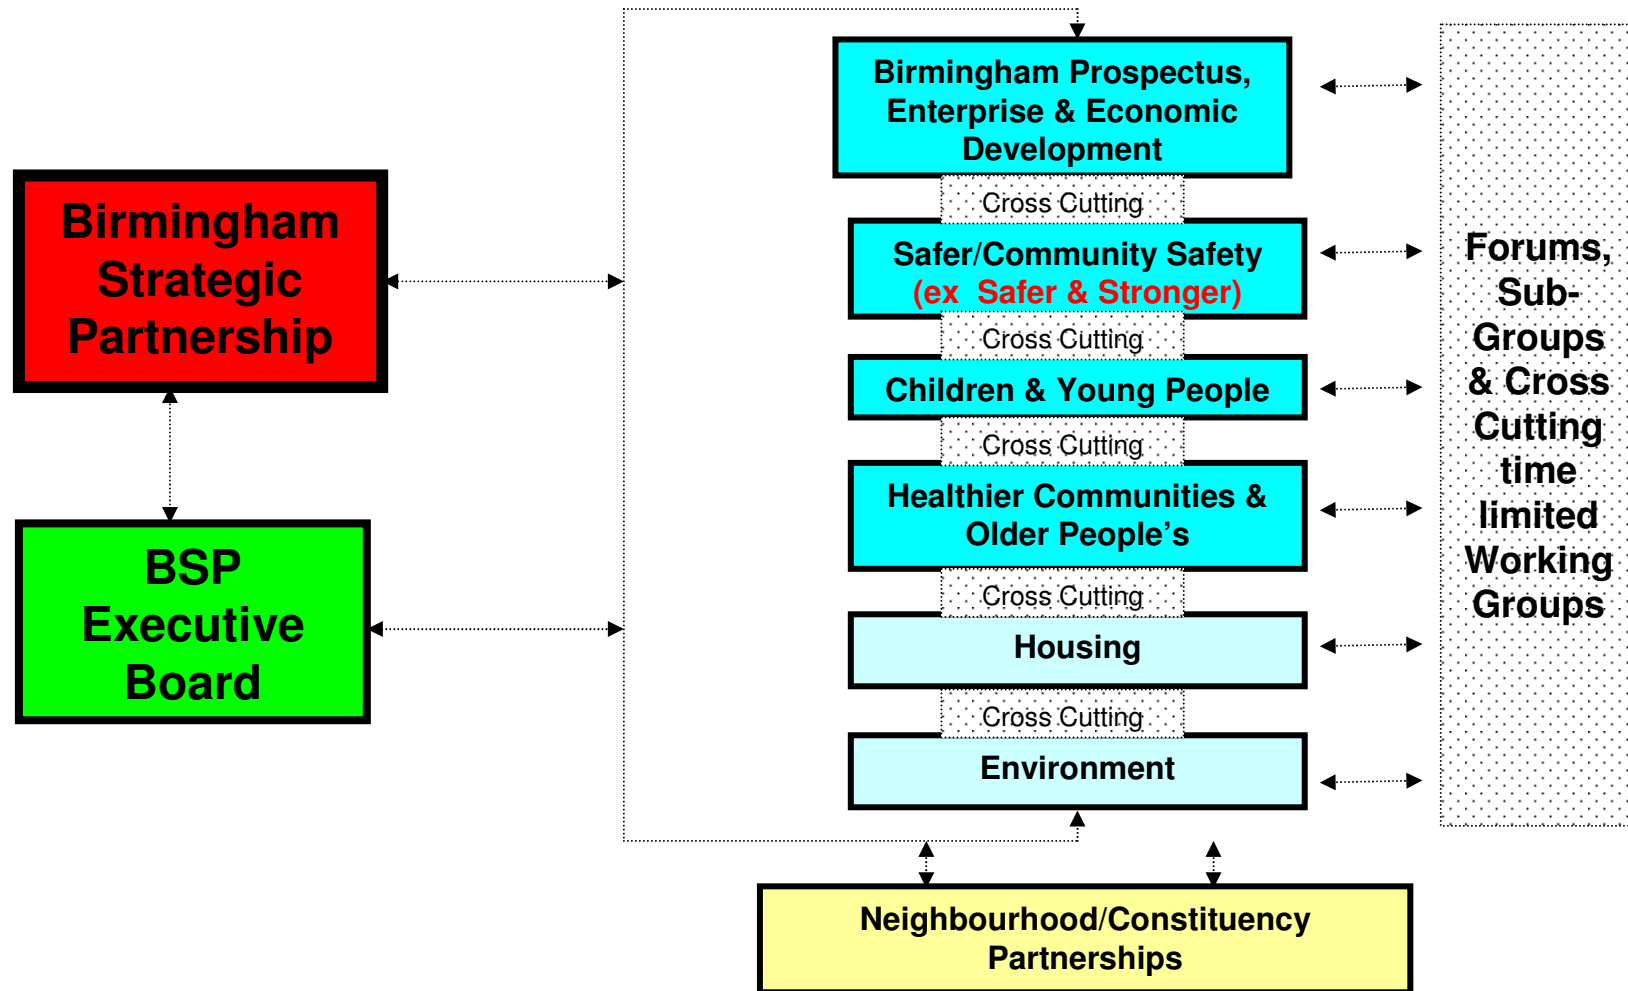 Birmingham
Strategic
Partnership
BSP
Executive
Board
Birmingham Prospectus,
Enterprise & Economic
Development
Cross Cutting
Safer/Community Safety
(ex Safer & Stronger)
Cross Cutting
Children & Young People
Cross Cutting
Healthier Communities &
Older People’s
Cross Cutting
Housing
Cross Cutting
Environment
Neighbourhood/Constituency
Partnerships
Forums,
Sub-
Groups
& Cross
Cutting
time
limited
Working
Groups